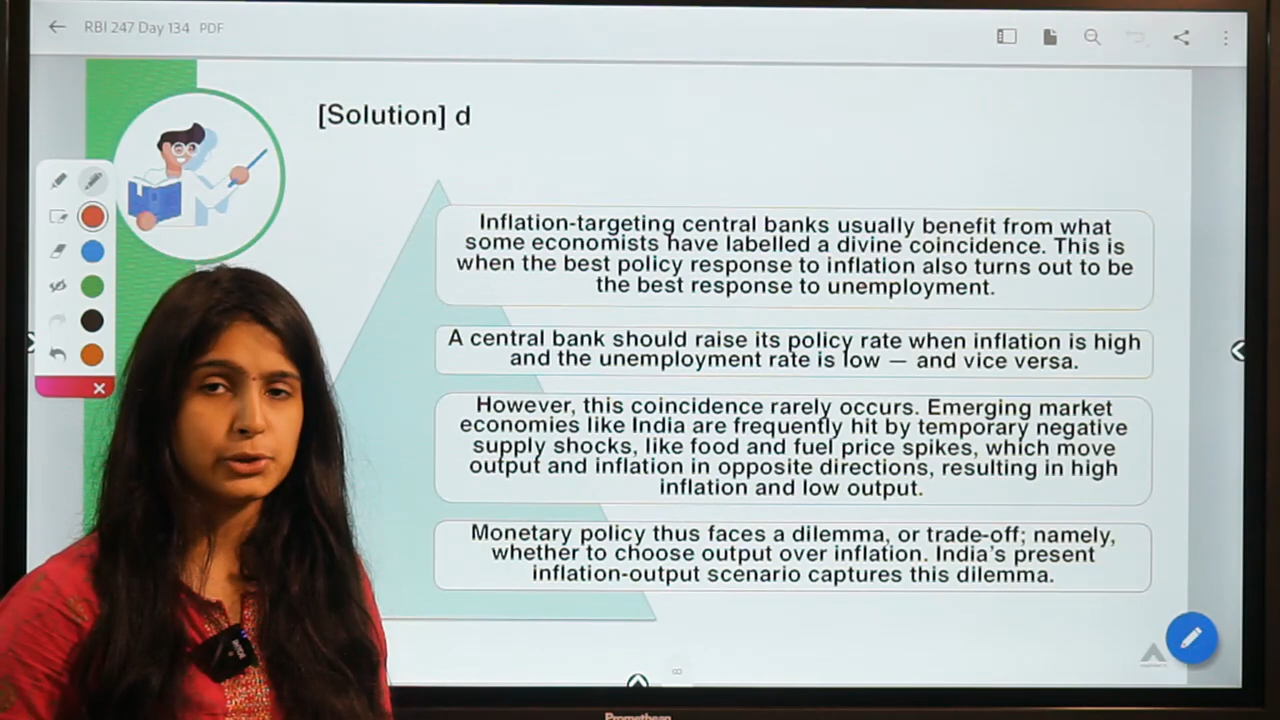 RBI 247 Day 134 PDF
[Solution] d
Inflation-targeting central banks usually benefit from what
some economists have labelled a divine coincidence. This is
when the best policy response to inflation also turns out to be
the best response to unemployment.
A central bank should raise its policy rate when inflation is high
and the unemployment rate is low — and vice versa.
However, this coincidence rarely occurs. Emerging market
economies like India are frequently hit by temporary negative
supply shocks, like food and fuel price spikes, which move
output and inflation in opposite directions, resulting in high
inflation and low output.
Monetary policy thus faces a dilemma, or trade-off; namely,
whether to choose output over inflation. India's present
inflation-output scenario captures this dilemma.
Promethean